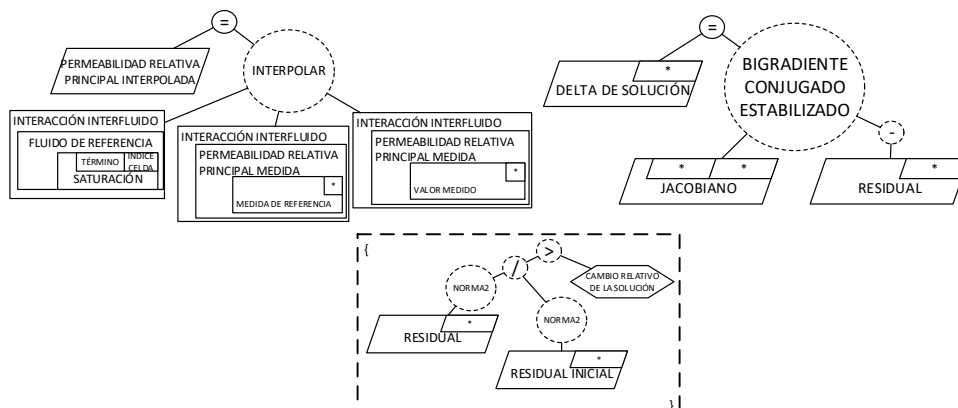 =
PERMEABILIDAD RELATIVA
PRINCIPAL INTERPOLADA
INTERPOLAR
INTERACCIÓN INTERFLUIDO
FLUIDO DE REFERENCIA
TÉRMINO
ÍNDICE
CELDA
SATURACIÓN
INTERACCIÓN INTERFLUIDO
PERMEABILIDAD RELATIVA
PRINCIPAL MEDIDA
*
MEDIDA DE REFERENCIA
INTERACCIÓN INTERFLUIDO
PERMEABILIDAD RELATIVA
PRINCIPAL MEDIDA
*
VALOR MEDIDO
=
*
DELTA DE SOLUCIÓN
BIGRADIENTE
CONJUGADO
ESTABILIZADO
-
* *
JACOBIANO
*
RESIDUAL
{
>
/
CAMBIO RELATIVO
DE LA SOLUCIÓN
NORMA2
NORMA2
*
RESIDUAL
*
RESIDUAL INICIAL
}